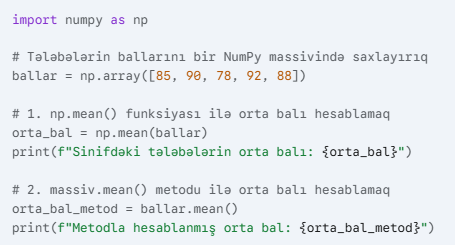 import numpy as np
# Tələbələrin ballarını bir NumPy massivində saxlayırıq
ballar = np.array([85, 90, 78, 92, 88])
# 1. np.mean() funksiyası ilə orta balı hesablamaq
orta_bal = np.mean(ballar)
print(f"Sinifdəki tələbələrin orta balı: {orta_bal}")
# 2. massiv.mean() metodu ilə orta balı hesablamaq
orta_bal_metod = ballar.mean()
print(f"Metodla hesablanmış orta bal: {orta_bal_metod}")